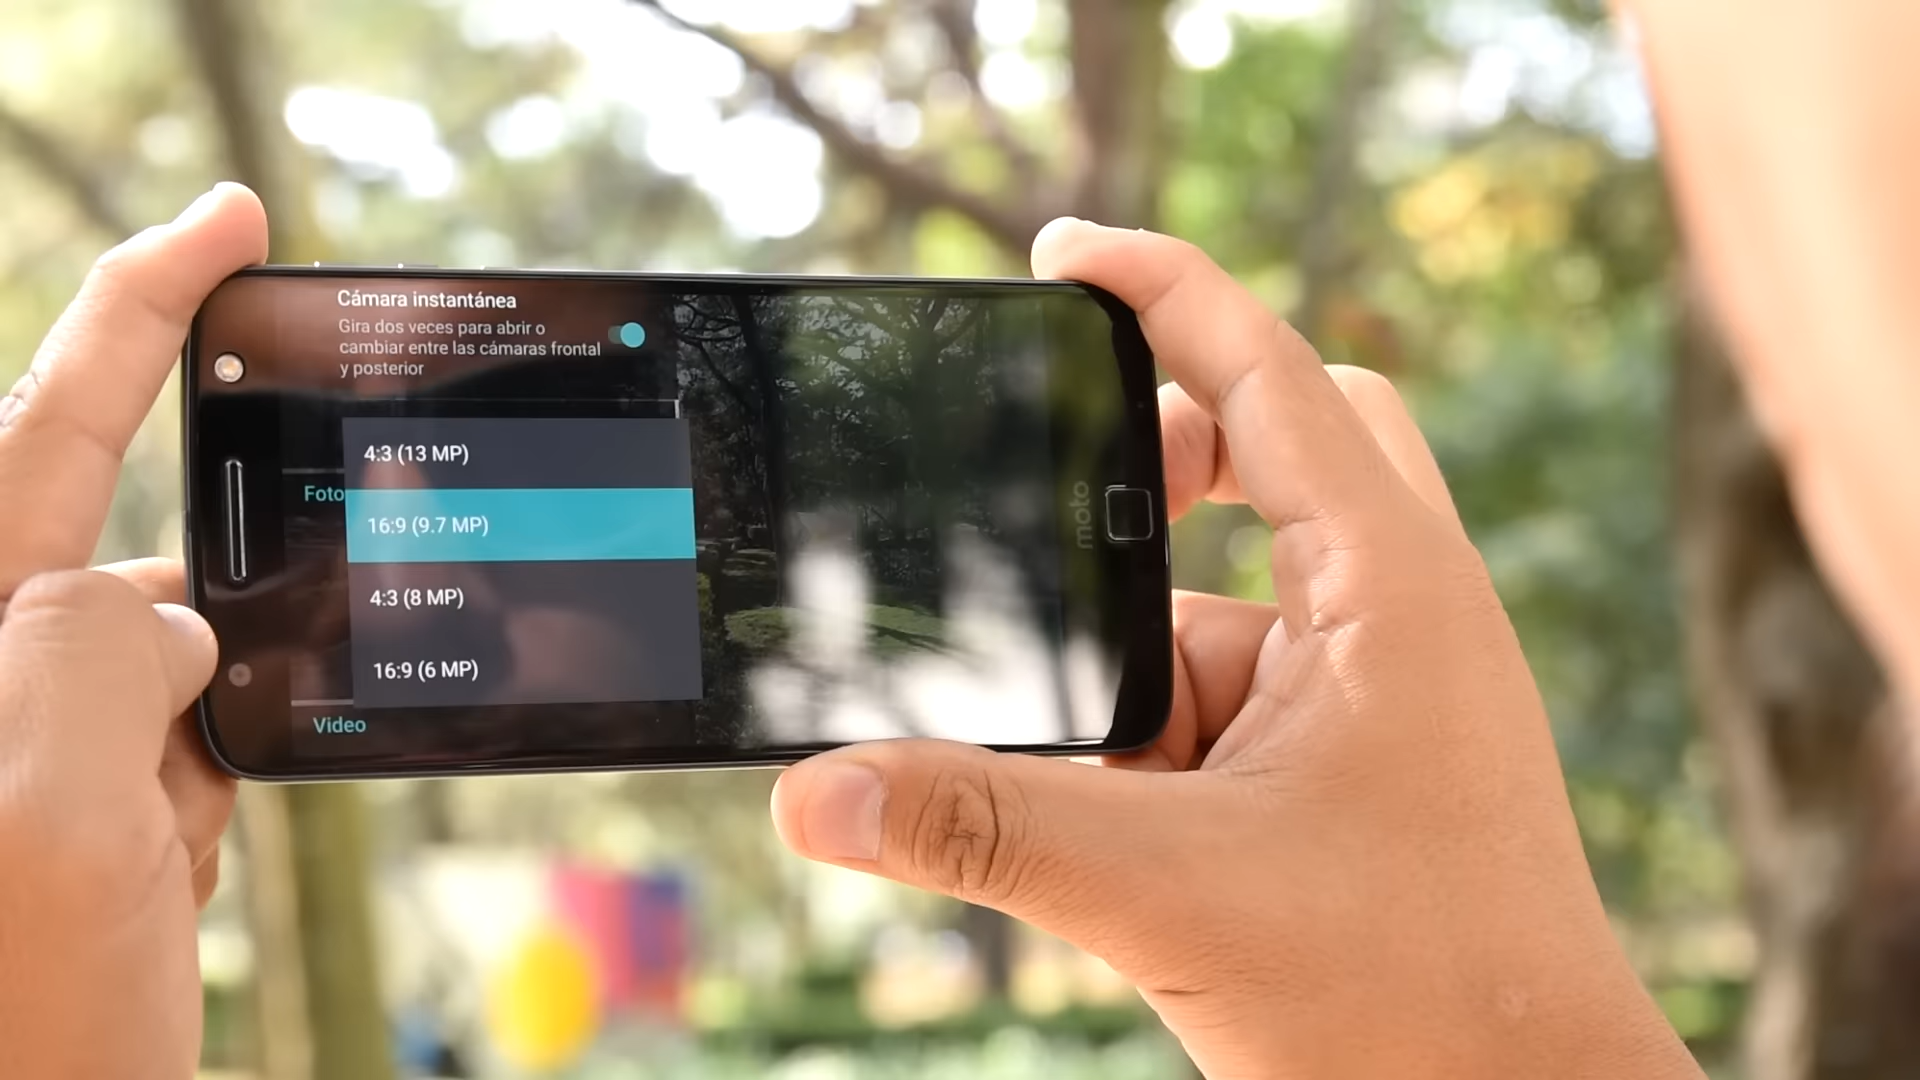 Cámara instantánea
Gira dos veces para abrir o
cambiar entre las cámaras frontal
y posterior
4:3 (13 MP)
Foto
16:9 (9.7 MP)
4:3 (8 MP)
16:9 (6 MP)
Video
moto